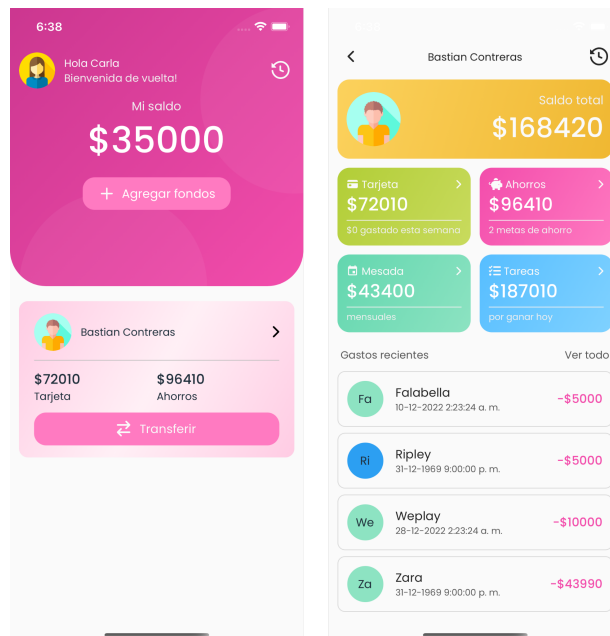 6:38
Hola Carla
Bienvenida de vuelta!
Mi saldo
$35000
+ Agregar fondos
Bastian Contreras
$72010 $96410
Tarjeta Ahorros
Transferir
Bastian Contreras
Saldo total
$168420
Tarjeta
$72010
$0 gastado esta semana
Ahorros
$96410
2 metas de ahorro
Mesada
$43400
mensuales
Tareas
$187010
por ganar hoy
Gastos recientes Ver todo
Fa
Falabella
10-12-2022 2:23:24 a. m.
-$5000
Ri
Ripley
31-12-1969 9:00:00 p. m.
-$5000
We
Weplay
28-12-2022 2:23:24 a. m.
-$10000
Za
Zara
31-12-1969 9:00:00 p. m.
-$43990